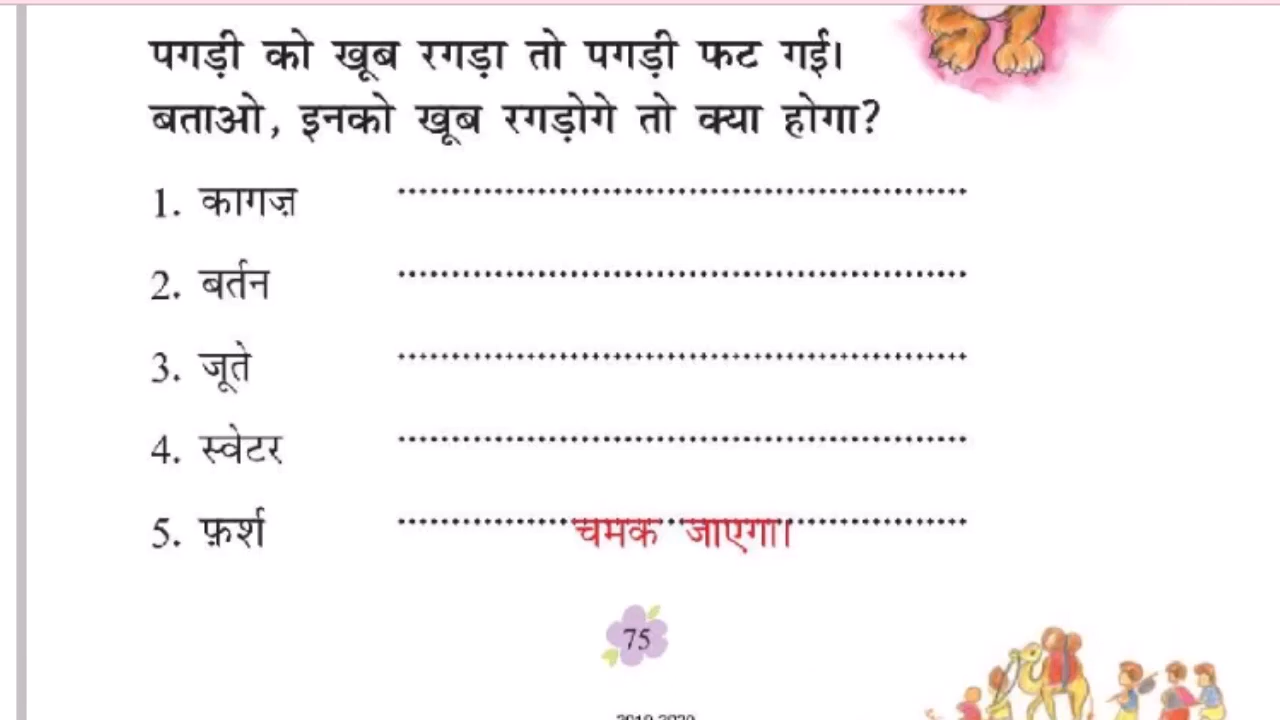 पगड़ी को खूब रगड़ा तो पगड़ी फट गई।
बताओ, इनको खूब रगड़ोगे तो क्या होगा?
1. कागज़ ............................................................
2. बर्तन ............................................................
3. जूते ............................................................
4. स्वेटर ............................................................
5. फ़र्श ............................................................ चमक जाएगा।
75